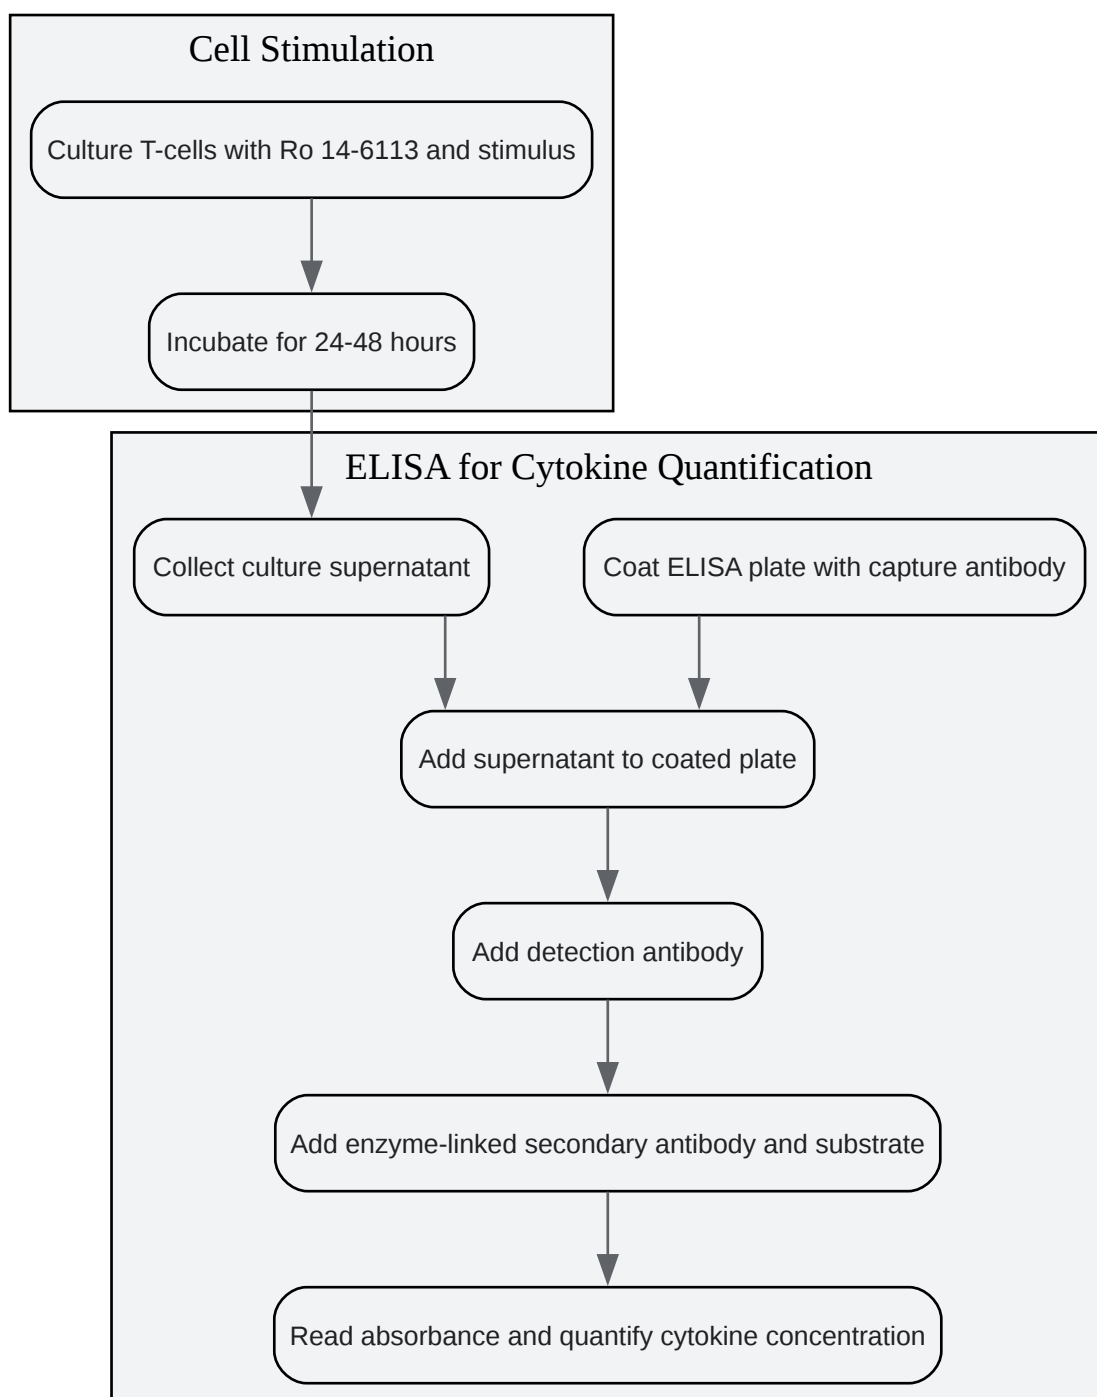 Cell Stimulation
Culture T-cells with Ro 14-6113 and stimulus
Incubate for 24-48 hours
ELISA for Cytokine Quantification
Collect culture supernatant
Coat ELISA plate with capture antibody
Add supernatant to coated plate
Add detection antibody
Add enzyme-linked secondary antibody and substrate
Read absorbance and quantify cytokine concentration